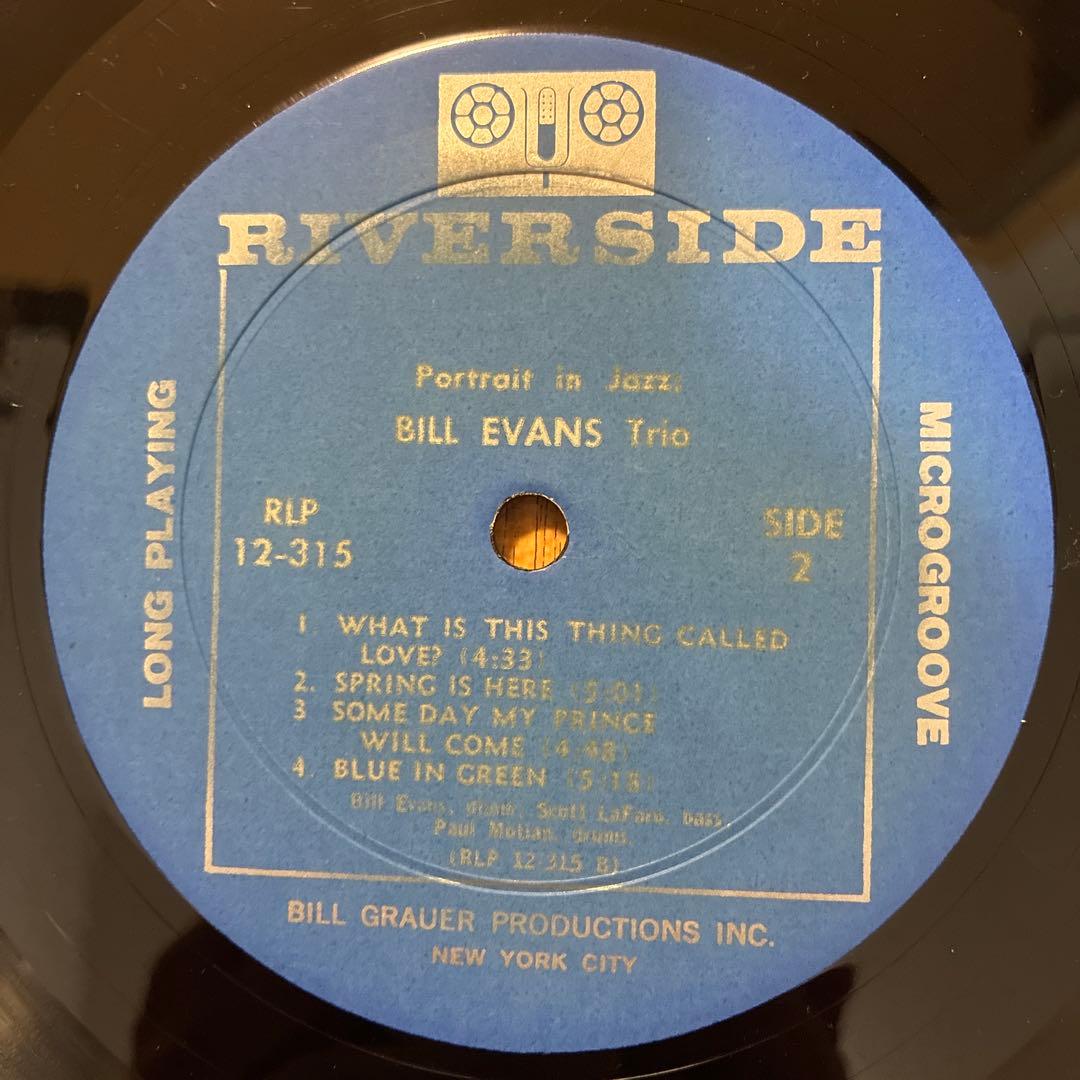 RIVERSIDE
Portrait in Jazz:
BILL EVANS Trio
LONG PLAYING
MICROGROOVE
RLP
12-315
SIDE
2
1. WHAT IS THIS THING CALLED
LOVE? (4:33)
2. SPRING IS HERE (5:01)
3 SOME DAY MY PRINCE
WILL COME (4:48)
4. BLUE IN GREEN (5:18)
Bill Evans, Scott LaFaro, bass,
Paul Motian, drums.
(RLP 12 315 B)
BILL GRAUER PRODUCTIONS INC.
NEW YORK CITY